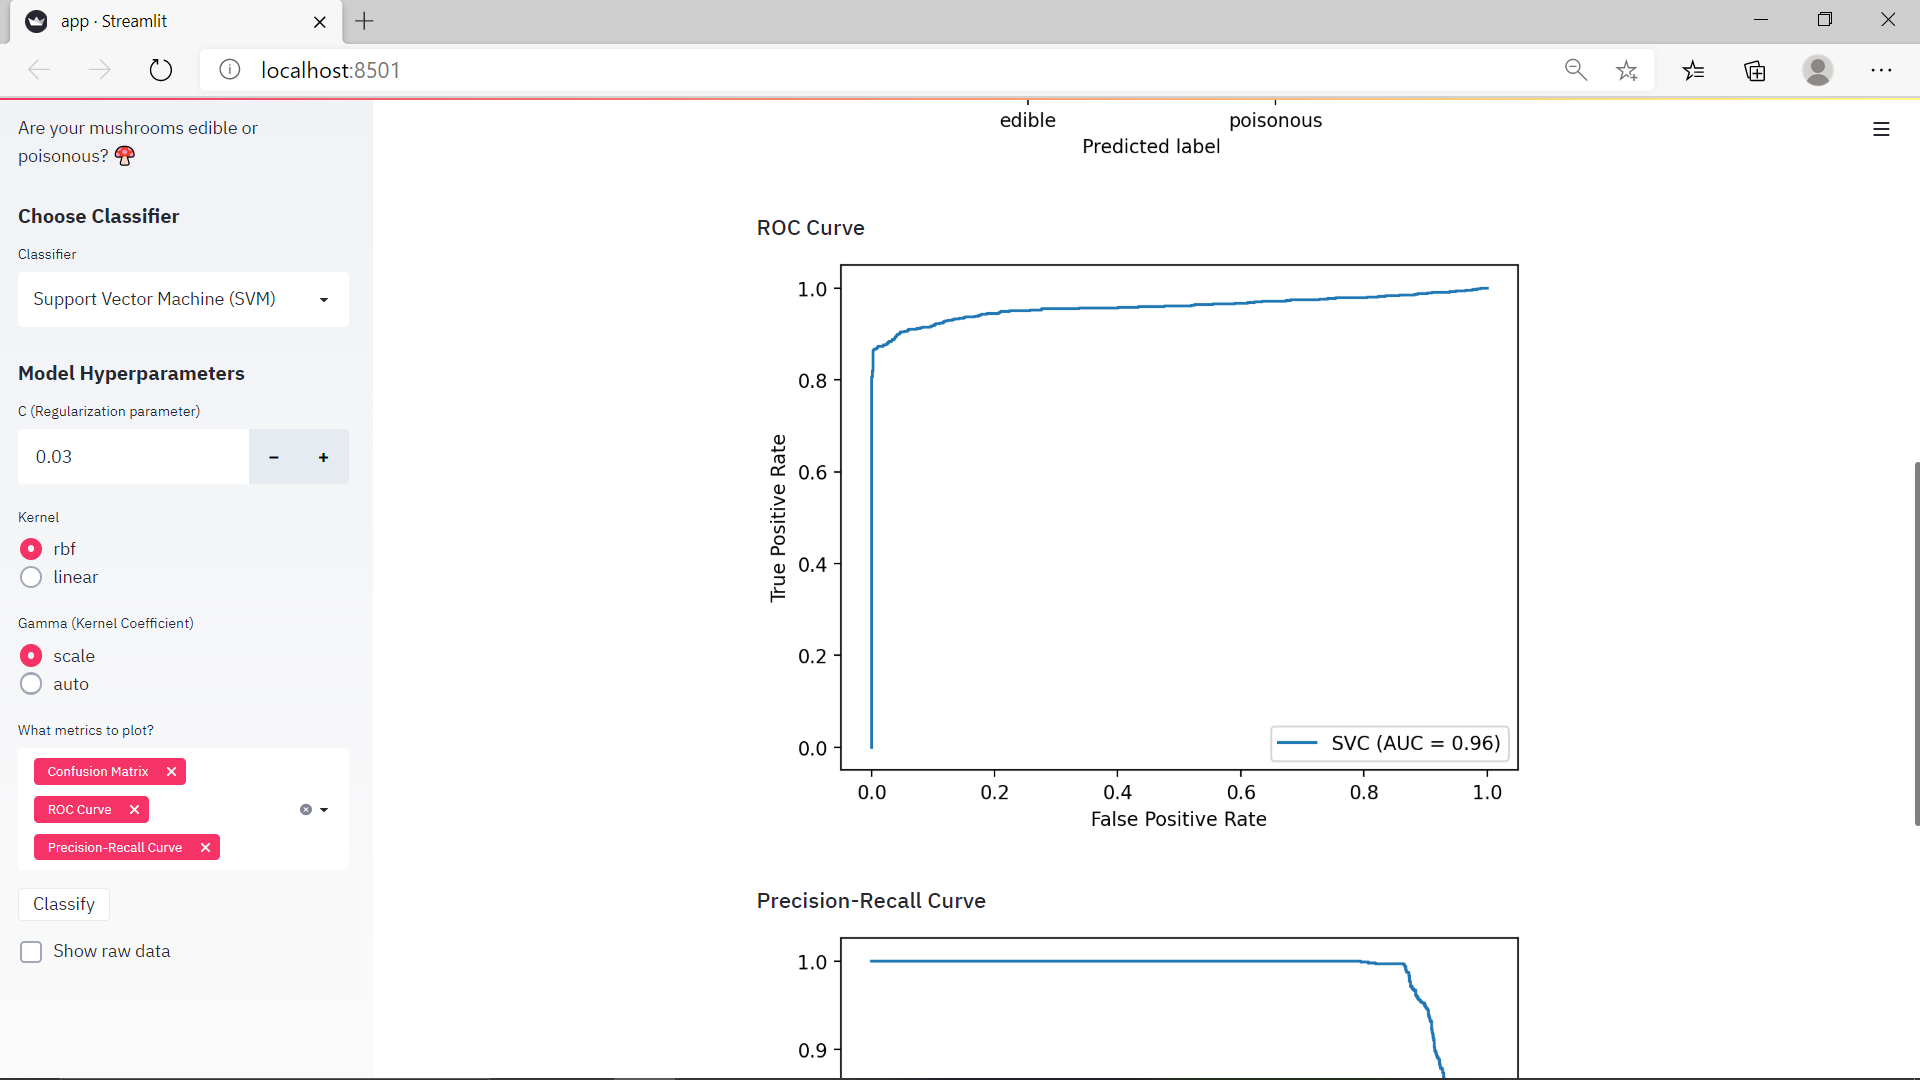 app · Streamlit
localhost:8501
Are your mushrooms edible or
poisonous?
Choose Classifier
Classifier
Support Vector Machine (SVM)
Model Hyperparameters
C (Regularization parameter)
0.03
Kernel
rbf
linear
Gamma (Kernel Coefficient)
scale
auto
What metrics to plot?
Confusion Matrix
ROC Curve
Precision-Recall Curve
Classify
Show raw data
edible poisonous
Predicted label
ROC Curve
1.0
0.8
0.6
0.4
0.2
0.0
True Positive Rate
SVC (AUC = 0.96)
0.0 0.2 0.4 0.6 0.8 1.0
False Positive Rate
Precision-Recall Curve
1.0
0.9